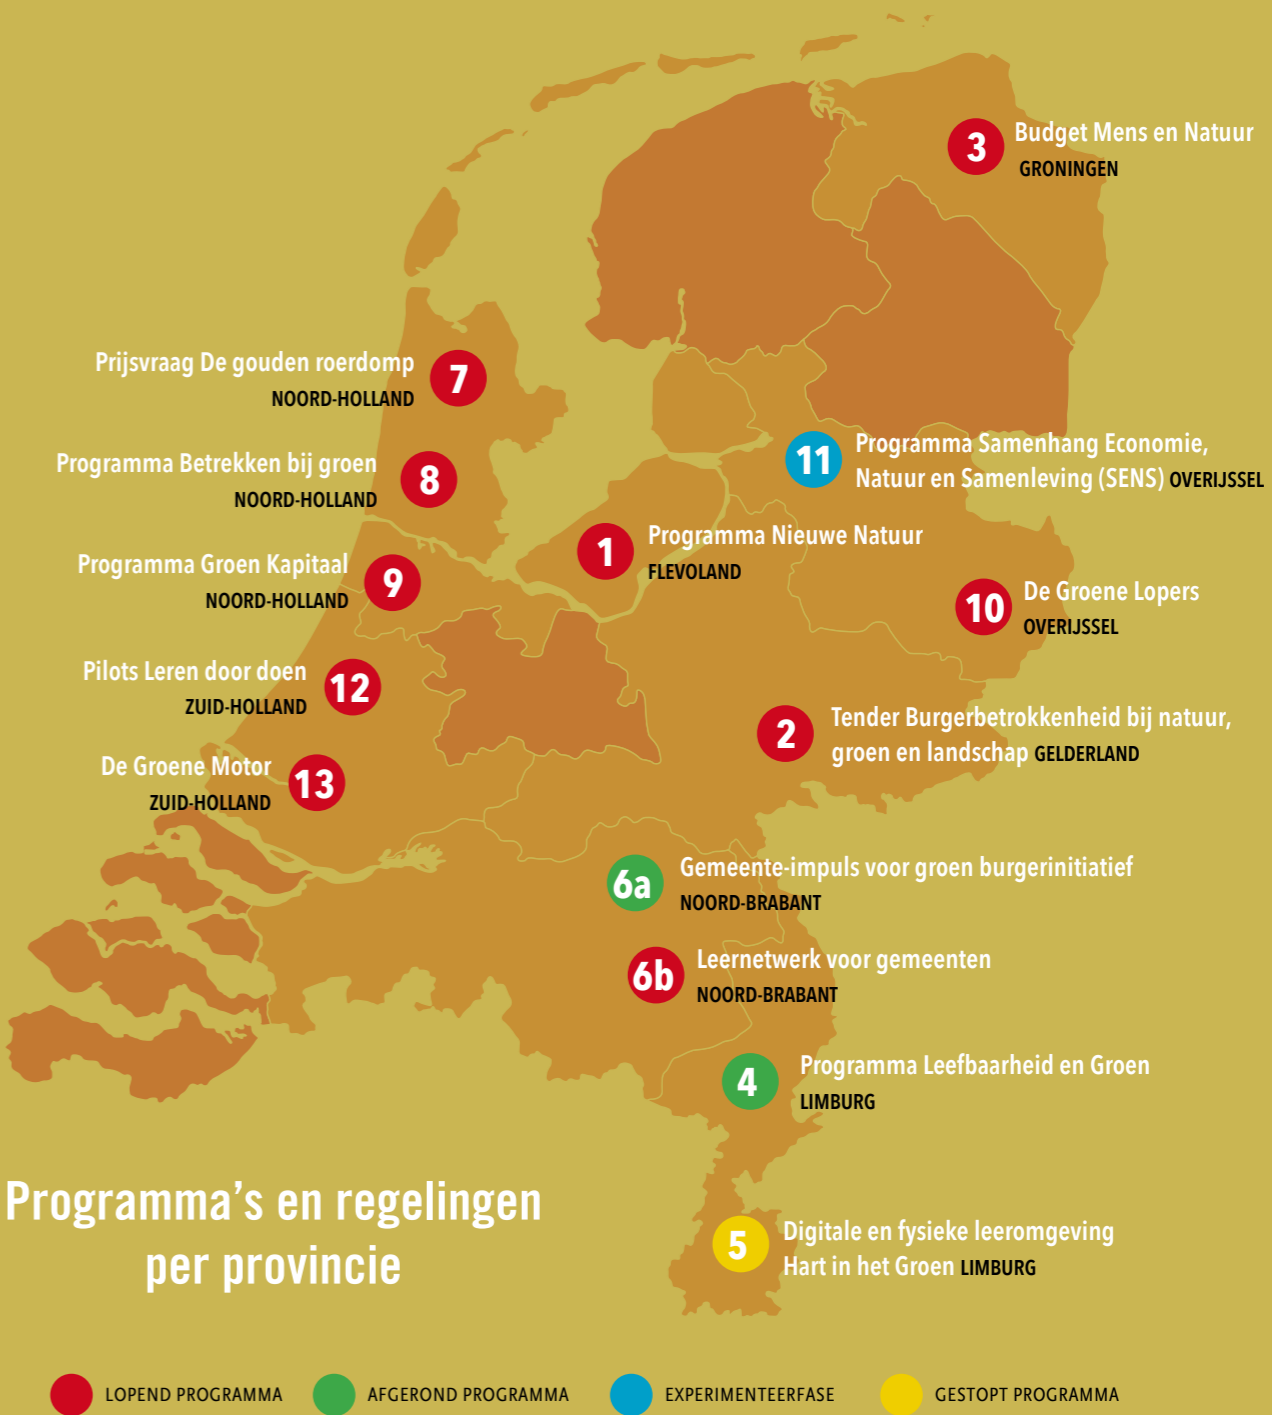 3
Budget Mens en Natuur
GRONINGEN
Prijsvraag De gouden roerdomp
NOORD-HOLLAND
7
Programma Betrekken bij groen
NOORD-HOLLAND
8
11
Programma Samenhang Economie,
Natuur en Samenleving (SENS) OVERIJSSEL
1
Programma Nieuwe Natuur
FLEVOLAND
Programma Groen Kapitaal
NOORD-HOLLAND
9
10
De Groene Lopers
OVERIJSSEL
Pilots Leren door doen
ZUID-HOLLAND
12
2
Tender Burgerbetrokkenheid bij natuur,
groen en landschap GELDERLAND
De Groene Motor
ZUID-HOLLAND
13
6a
Gemeente-impuls voor groen burgerinitiatief
NOORD-BRABANT
6b
Leernetwerk voor gemeenten
NOORD-BRABANT
4
Programma Leefbaarheid en Groen
LIMBURG
Programma’s en regelingen
per provincie
5
Digitale en fysieke leeromgeving
Hart in het Groen LIMBURG
LOPEND PROGRAMMA
AFGEROND PROGRAMMA
EXPERIMENTEERFASE
GESTOPT PROGRAMMA